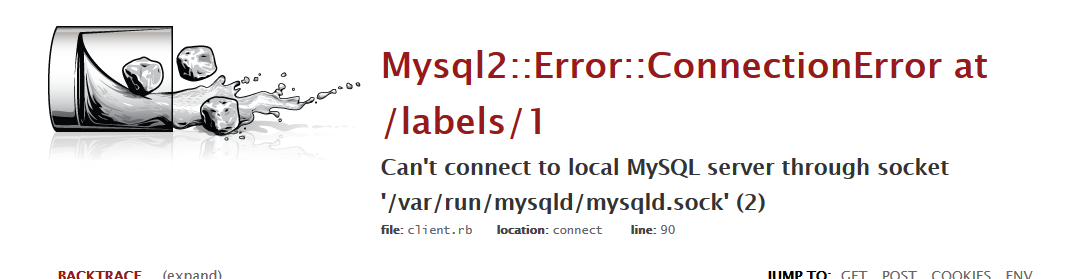 Mysql2::Error::ConnectionError at
/labels/1
Can't connect to local MySQL server through socket
'/var/run/mysqld/mysqld.sock' (2)
file: client.rb location: connect line: 90
BACKTRACE (expand) JUMP TO: GET POST COOKIES ENV